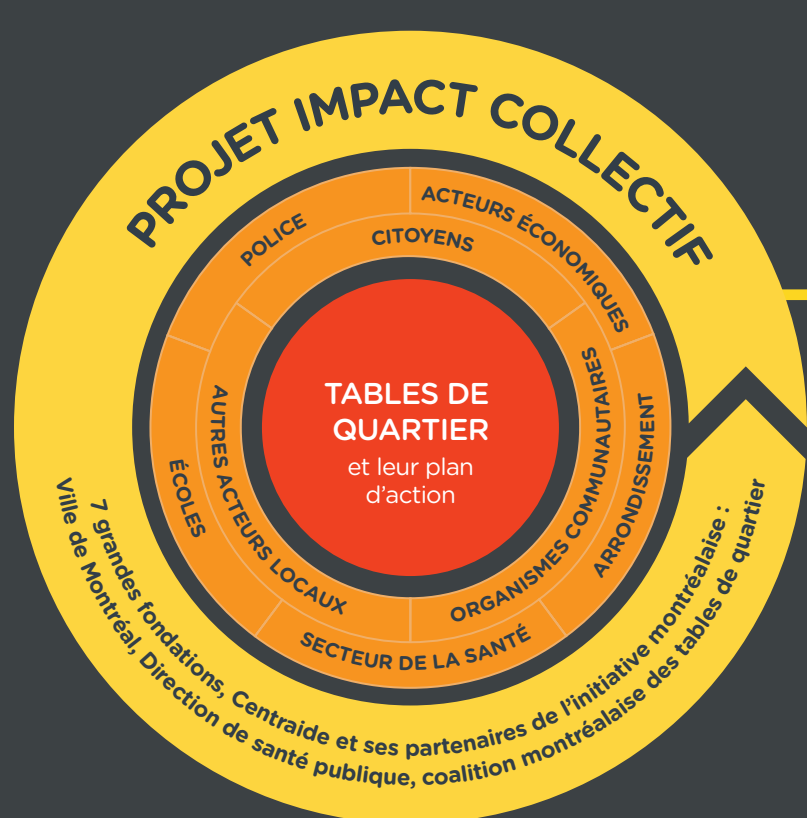 PROJET IMPACT COLLECTIF
POLICE
ACTEURS ÉCONOMIQUES
CITOYENS
TABLES DE
QUARTIER
et leur plan
d'action
AUTRES ACTEURS LOCAUX
ORGANISMES COMMUNAUTAIRES
ÉCOLES
ARRONDISSEMENT
SECTEUR DE LA SANTÉ
7 grandes fondations, Centraide et ses partenaires de l'initiative montréalaise :
Ville de Montréal, Direction de santé publique, coalition montréalaise des tables de quartier